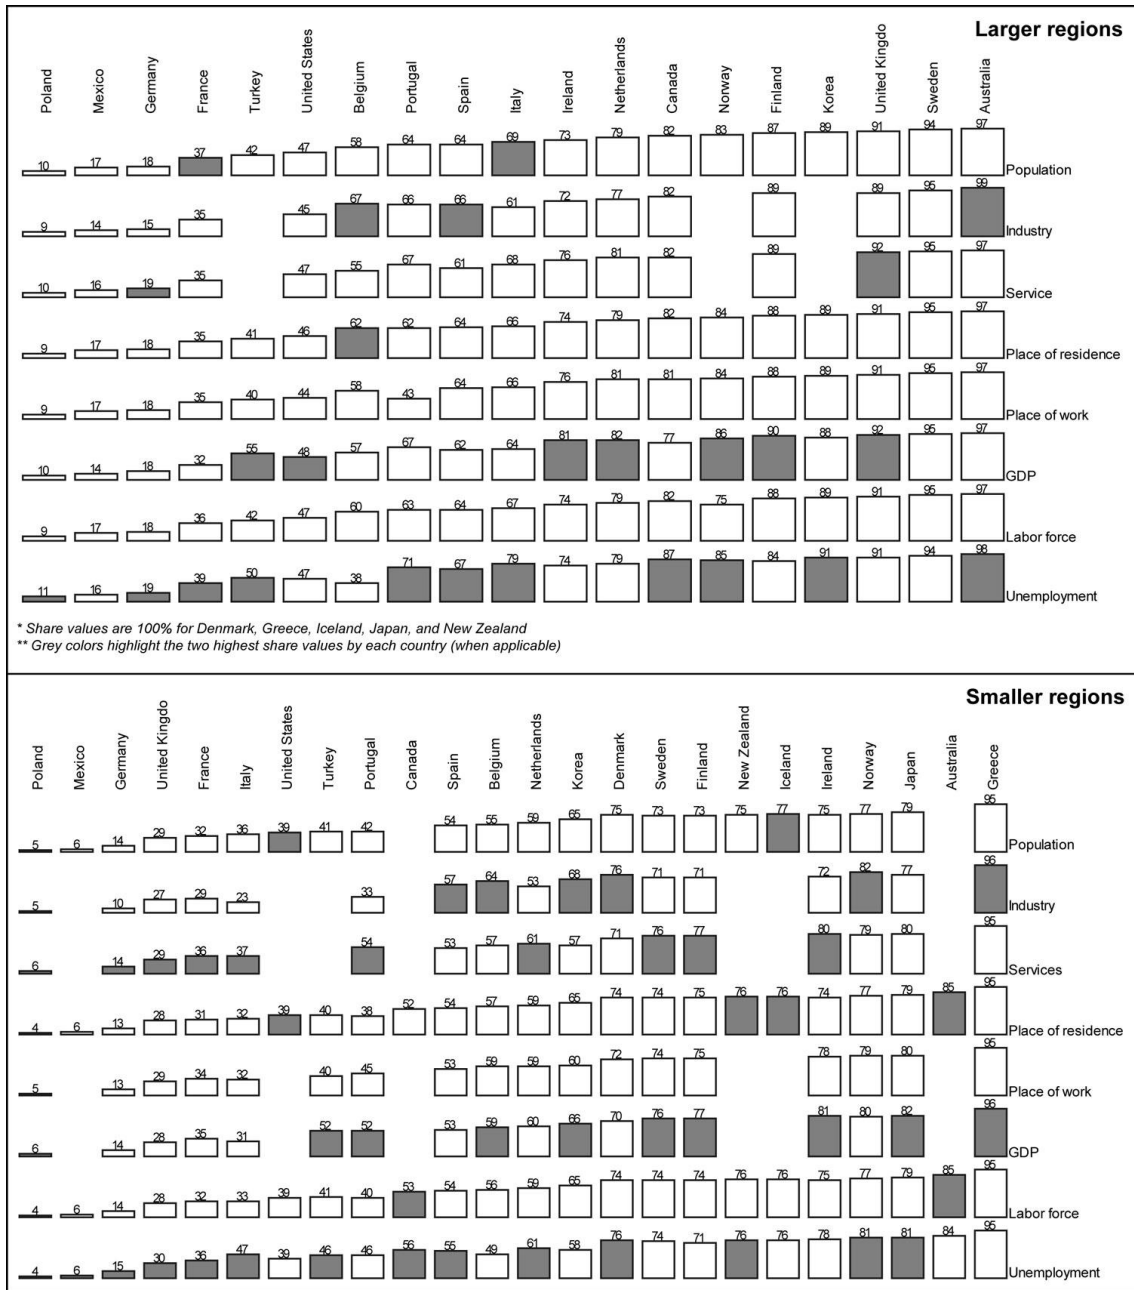 Larger regions
Poland Mexico Germany France Turkey United States Belgium Portugal Spain Italy Ireland Netherlands Canada Norway Finland Korea United Kingdo Sweden Australia
10 17 18 37 42 47 58 64 64 69 73 79 82 83 87 89 91 94 97 Population
9 14 15 35 45 67 66 66 61 72 77 82 89 89 95 99 Industry
10 16 19 35 47 55 67 61 68 76 81 82 89 92 95 97 Service
9 17 18 35 41 46 62 62 64 66 74 79 82 84 88 89 91 95 97 Place of residence
9 17 18 35 40 44 58 43 64 66 76 81 81 84 88 89 91 95 97 Place of work
10 14 18 32 55 48 57 67 62 64 81 82 77 86 90 88 92 95 97 GDP
9 17 18 36 42 47 60 63 64 67 74 79 82 75 88 89 91 95 97 Labor force
11 16 19 39 50 47 38 71 67 79 74 79 87 85 84 91 91 94 98 Unemployment
* Share values are 100% for Denmark, Greece, Iceland, Japan, and New Zealand
** Grey colors highlight the two highest share values by each country (when applicable)
Smaller regions
Poland Mexico Germany United Kingdo France Italy United States Turkey Portugal Canada Spain Belgium Netherlands Korea Denmark Sweden Finland New Zealand Iceland Ireland Norway Japan Australia Greece
5 6 14 29 32 36 39 41 42 54 55 59 65 75 73 73 75 77 75 77 79 95 Population
5 10 27 29 23 33 57 64 53 68 76 71 71 72 82 77 96 Industry
6 14 29 36 37 54 53 57 61 57 71 76 77 80 79 80 95 Services
4 6 13 28 31 32 39 40 38 52 54 57 59 65 74 74 75 76 76 74 77 79 85 95 Place of residence
5 13 29 34 32 40 45 53 59 59 60 72 74 75 78 79 80 95 Place of work
6 14 28 35 31 52 52 53 59 60 66 70 76 77 81 80 82 96 GDP
4 6 14 28 32 33 39 41 40 53 54 56 59 65 74 74 74 76 76 75 77 79 85 95 Labor force
4 6 15 30 36 47 39 46 46 56 55 49 61 58 76 74 71 76 76 78 81 81 84 95 Unemployment